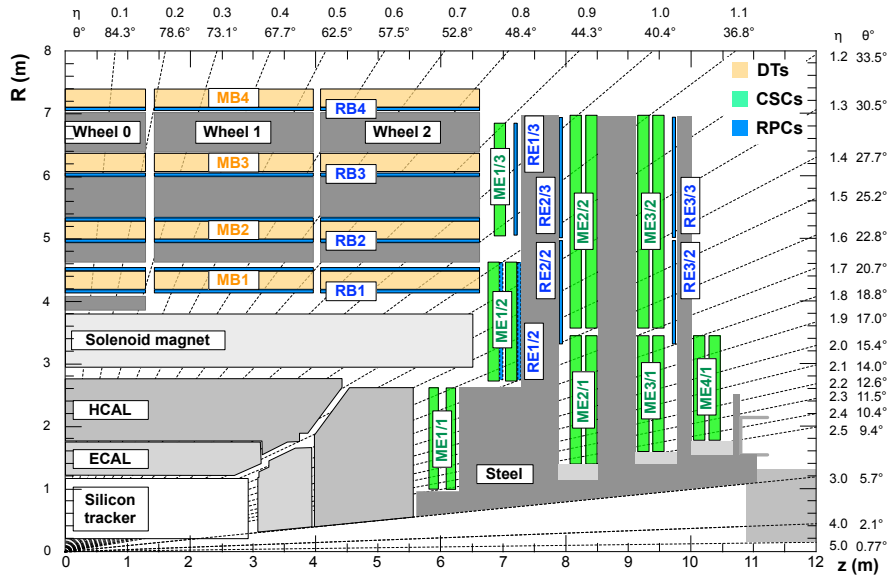 η 0.1 0.2 0.3 0.4 0.5 0.6 0.7 0.8 0.9 1.0 1.1 η θ°
θ° 84.3° 78.6° 73.1° 67.7° 62.5° 57.5° 52.8° 48.4° 44.3° 40.4° 36.8°
R (m)
8
7
6
5
4
3
2
1
0
1.2 33.5°
1.3 30.5°
1.4 27.7°
1.5 25.2°
1.6 22.8°
1.7 20.7°
1.8 18.8°
1.9 17.0°
2.0 15.4°
2.1 14.0°
2.2 12.6°
2.3 11.5°
2.4 10.4°
2.5 9.4°
3.0 5.7°
4.0 2.1°
5.0 0.77°
DTs
CSCs
RPCs
MB4
RB4
Wheel 0
Wheel 1
Wheel 2
MB3
RB3
MB2
RB2
MB1
RB1
Solenoid magnet
HCAL
ECAL
Silicon
tracker
Steel
ME1/1
ME1/2
ME1/3
RE1/2
RE1/3
RE2/2
RE2/3
ME2/1
ME2/2
ME3/1
ME3/2
RE3/2
RE3/3
ME4/1
0 1 2 3 4 5 6 7 8 9 10 11 12
z (m)